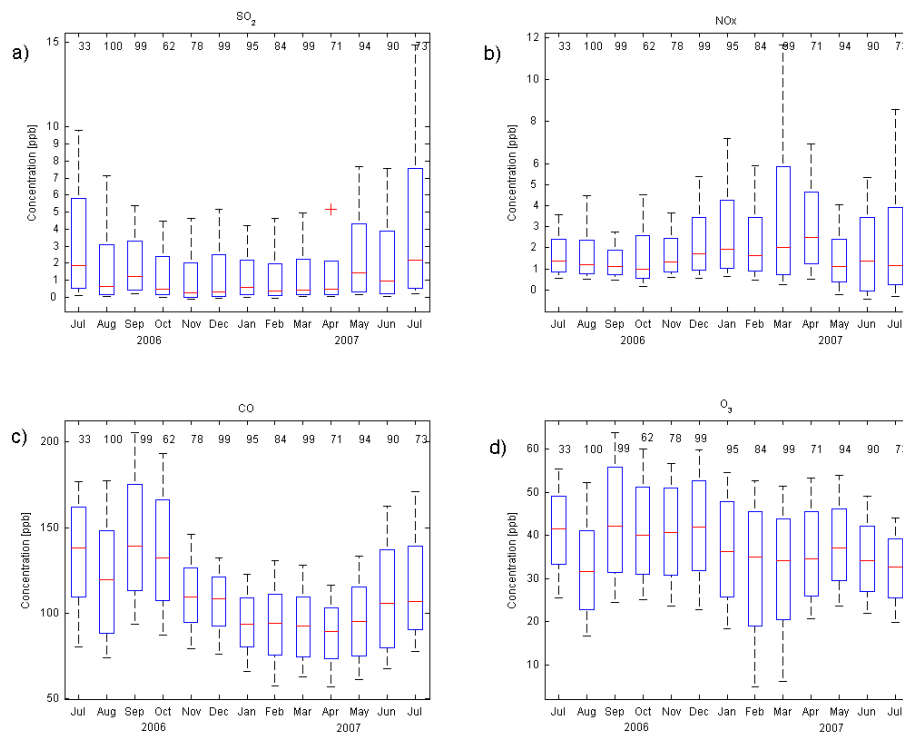 SO2
a)
33 100 99 62 78 99 95 84 99 71 94 90 73
15
10
9
8
7
6
5
4
3
2
1
0
Concentration [ppb]
Jul Aug Sep Oct Nov Dec Jan Feb Mar Apr May Jun Jul
2006 2007
NOx
b)
33 100 99 62 78 99 95 84 99 71 94 90 73
12
10
8
6
4
3
2
1
0
Concentration [ppb]
Jul Aug Sep Oct Nov Dec Jan Feb Mar Apr May Jun Jul
2006 2007
CO
c)
33 100 99 62 78 99 95 84 99 71 94 90 73
200
150
100
50
Concentration [ppb]
Jul Aug Sep Oct Nov Dec Jan Feb Mar Apr May Jun Jul
2006 2007
O3
d)
33 100 99 62 78 99 95 84 99 71 94 90 73
60
50
40
30
20
10
Concentration [ppb]
Jul Aug Sep Oct Nov Dec Jan Feb Mar Apr May Jun Jul
2006 2007